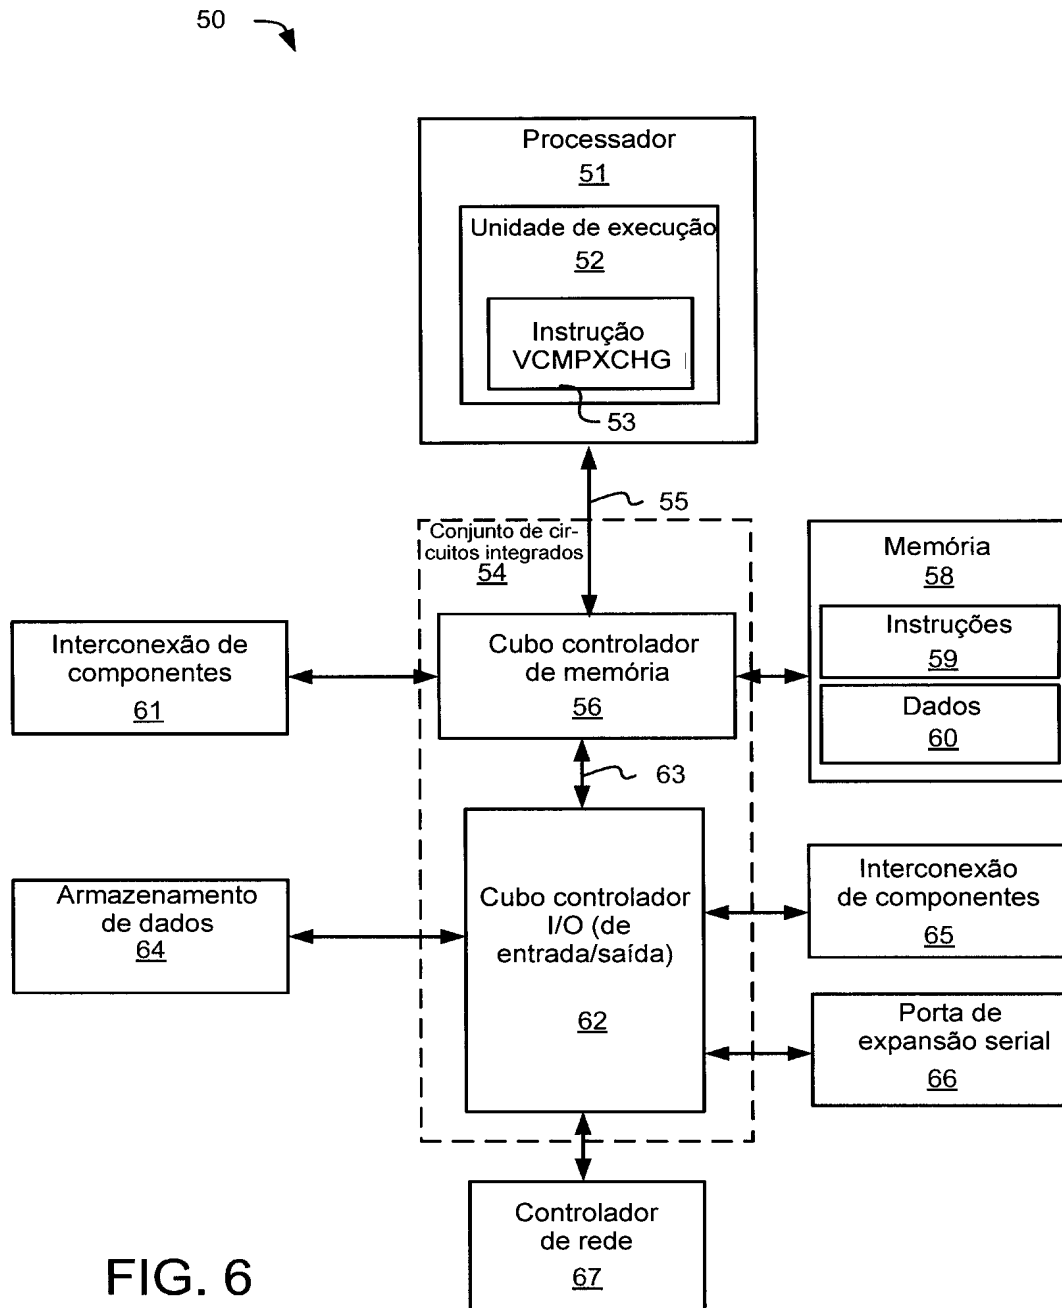 50
Processador
51
Unidade de execução
52
Instrução
VCMPXCHG
53
55
Conjunto de cir-
cuitos integrados
54
Memória
58
Instruções
59
Dados
60
Interconexão de
componentes
61
Cubo controlador
de memória
56
63
Armazenamento
de dados
64
Cubo controlador
I/O (de
entrada/saída)
62
Interconexão
de componentes
65
Porta de
expansão serial
66
Controlador
de rede
67
FIG. 6